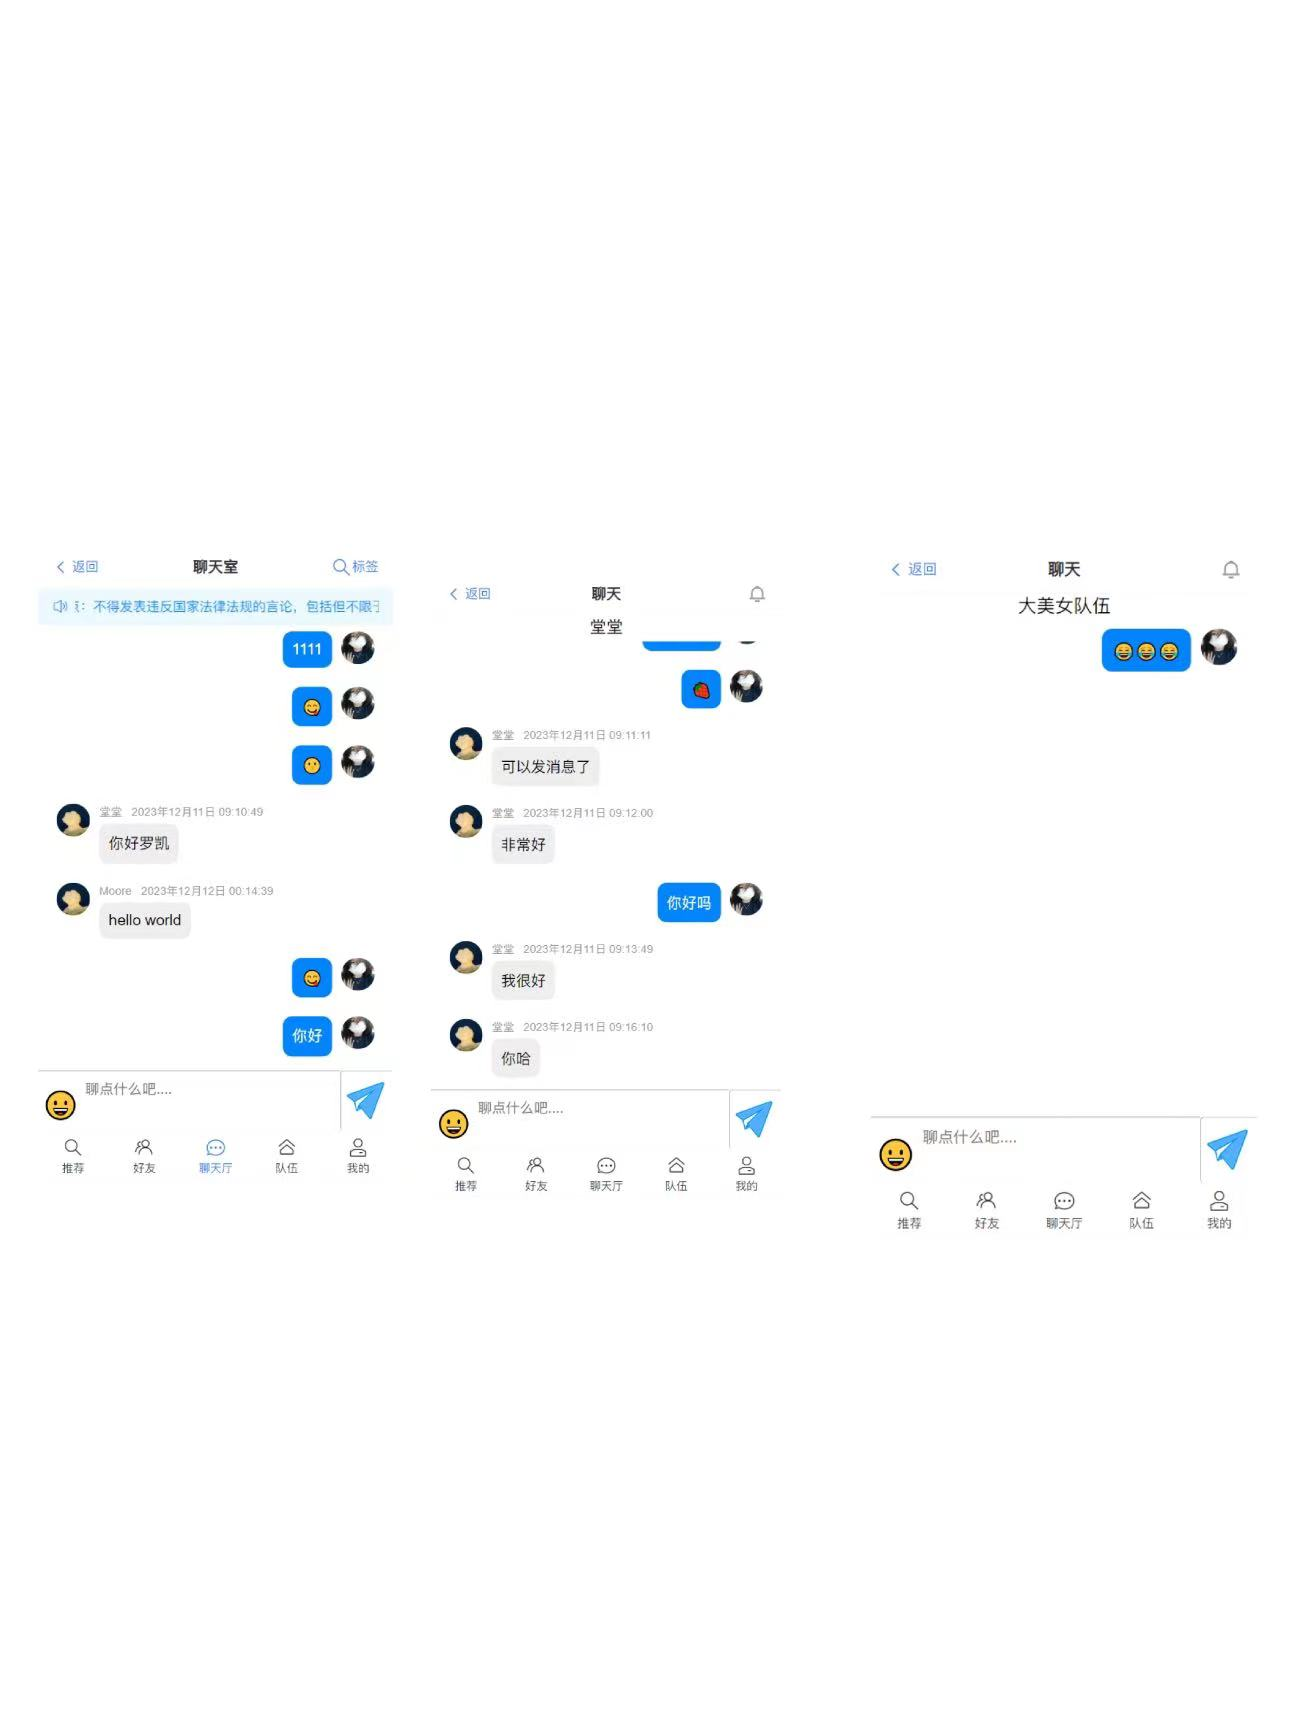 返回
聊天室
标签
不得发表违反国家法律法规的言论，包括但不限于
1111
堂堂 2023年12月11日 09:10:49
你好罗凯
Moore 2023年12月12日 00:14:39
hello world
你好
聊点什么吧....
推荐 好友 聊天厅 队伍 我的
返回
聊天
堂堂
堂堂 2023年12月11日 09:11:11
可以发消息了
堂堂 2023年12月11日 09:12:00
非常好
你好吗
堂堂 2023年12月11日 09:13:49
我很好
堂堂 2023年12月11日 09:16:10
你哈
聊点什么吧....
推荐 好友 聊天厅 队伍 我的
返回
聊天
大美女队伍
聊点什么吧....
推荐 好友 聊天厅 队伍 我的